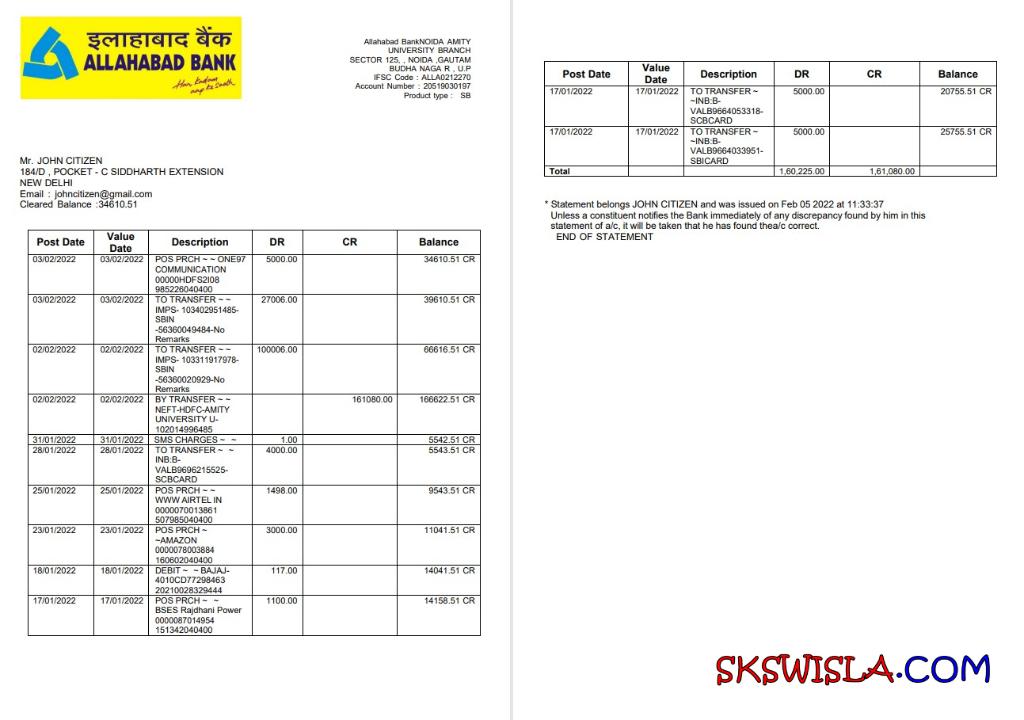 इलाहाबाद बैंक
ALLAHABAD BANK
Allahabad BankNOIDA AMITY
UNIVERSITY BRANCH
SECTOR 125, , NOIDA ,GAUTAM
BUDHA NAGA R , U.P
IFSC Code : ALLA0212270
Account Number : 20519030197
Product type : SB
Mr. JOHN CITIZEN
184/D , POCKET - C SIDDHARTH EXTENSION
NEW DELHI
Email : johncitizen@gmail.com
Cleared Balance :34610.51
Post Date Value Date Description DR CR Balance
03/02/2022 03/02/2022 POS PRCH ~ ~ ONE97 5000.00 34610.51 CR
COMMUNICATION
00000HDFS2I08
985226040400
03/02/2022 03/02/2022 TO TRANSFER ~ ~ 27006.00 39610.51 CR
IMPS- 103402951485-
SBIN
-56360049484-No
Remarks
02/02/2022 02/02/2022 TO TRANSFER ~ ~ 100006.00 66616.51 CR
IMPS- 103311917978-
SBIN
-56360020929-No
Remarks
02/02/2022 02/02/2022 BY TRANSFER ~ ~ 161080.00 166622.51 CR
NEFT-HDFC-AMITY
UNIVERSITY U-
102014996485
31/01/2022 31/01/2022 SMS CHARGES ~ ~ 1.00 5542.51 CR
28/01/2022 28/01/2022 TO TRANSFER ~ ~ 4000.00 5543.51 CR
INB:B-
VALB9696215525-
SCBCARD
25/01/2022 25/01/2022 POS PRCH ~ ~ 1498.00 9543.51 CR
WWW AIRTEL IN
0000070013861
507985040400
23/01/2022 23/01/2022 POS PRCH ~ 3000.00 11041.51 CR
~AMAZON
0000078003884
160602040400
18/01/2022 18/01/2022 DEBIT ~ ~ BAJAJ- 117.00 14041.51 CR
4010CD77298463
20210028329444
17/01/2022 17/01/2022 POS PRCH ~ ~ 1100.00 14158.51 CR
BSES Rajdhani Power
0000087014954
151342040400
Post Date Value Date Description DR CR Balance
17/01/2022 17/01/2022 TO TRANSFER ~ 5000.00 20755.51 CR
~INB:B-
VALB9664053318-
SCBCARD
17/01/2022 17/01/2022 TO TRANSFER ~ 5000.00 25755.51 CR
~INB:B-
VALB9664033951-
SBICARD
Total 1,60,225.00 1,61,080.00
* Statement belongs JOHN CITIZEN and was issued on Feb 05 2022 at 11:33:37
Unless a constituent notifies the Bank immediately of any discrepancy found by him in this
statement of a/c, it will be taken that he has found thea/c correct.
END OF STATEMENT
SKSWISLA.COM